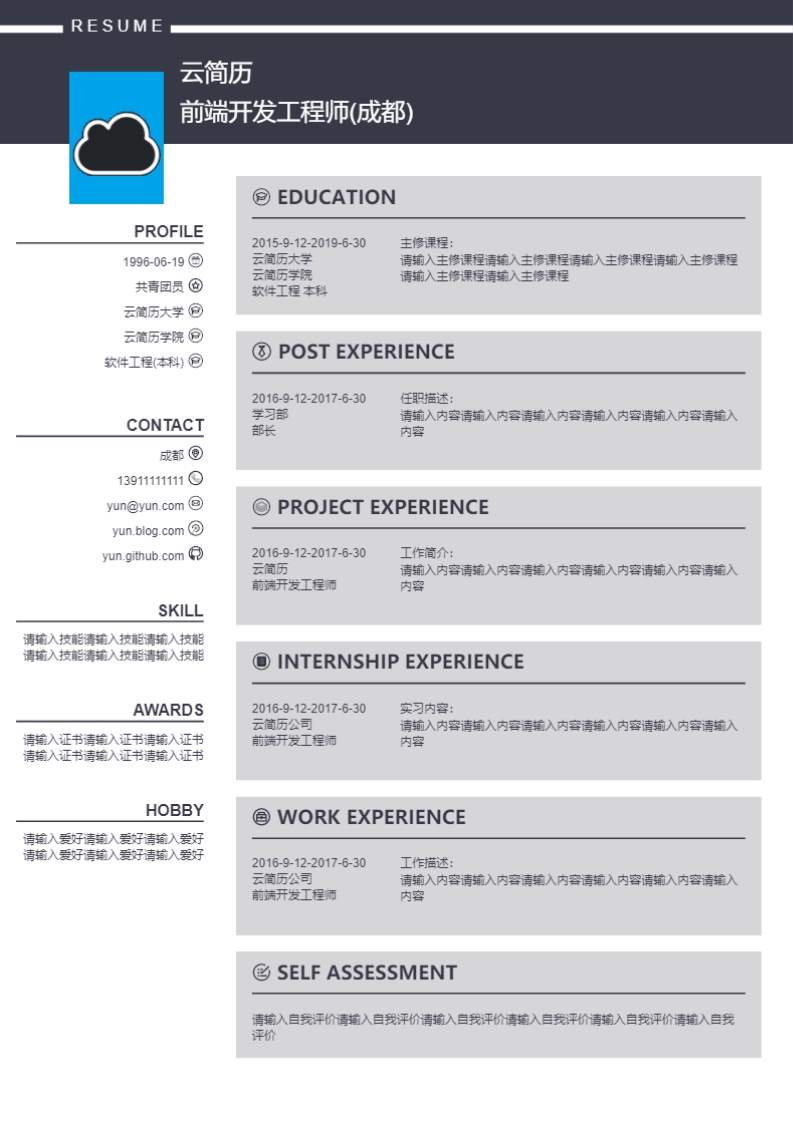 RESUME
云简历
前端开发工程师(成都)
PROFILE
1996-06-19
共青团员
云简历大学
云简历学院
软件工程(本科)
CONTACT
成都
13911111111
yun@yun.com
yun.blog.com
yun.github.com
SKILL
请输入技能请输入技能请输入技能
请输入技能请输入技能请输入技能
AWARDS
请输入证书请输入证书请输入证书
请输入证书请输入证书请输入证书
HOBBY
请输入爱好请输入爱好请输入爱好
请输入爱好请输入爱好请输入爱好
EDUCATION
2015-9-12-2019-6-30
云简历大学
云简历学院
软件工程 本科
主修课程:
请输入主修课程请输入主修课程请输入主修课程请输入主修课程
请输入主修课程请输入主修课程
POST EXPERIENCE
2016-9-12-2017-6-30
学习部
部长
任职描述:
请输入内容请输入内容请输入内容请输入内容请输入内容请输入
内容
PROJECT EXPERIENCE
2016-9-12-2017-6-30
云简历
前端开发工程师
工作简介:
请输入内容请输入内容请输入内容请输入内容请输入内容请输入
内容
INTERNSHIP EXPERIENCE
2016-9-12-2017-6-30
云简历公司
前端开发工程师
实习内容:
请输入内容请输入内容请输入内容请输入内容请输入内容请输入
内容
WORK EXPERIENCE
2016-9-12-2017-6-30
云简历公司
前端开发工程师
工作描述:
请输入内容请输入内容请输入内容请输入内容请输入内容请输入
内容
SELF ASSESSMENT
请输入自我评价请输入自我评价请输入自我评价请输入自我评价请输入自我评价请输入自我
评价